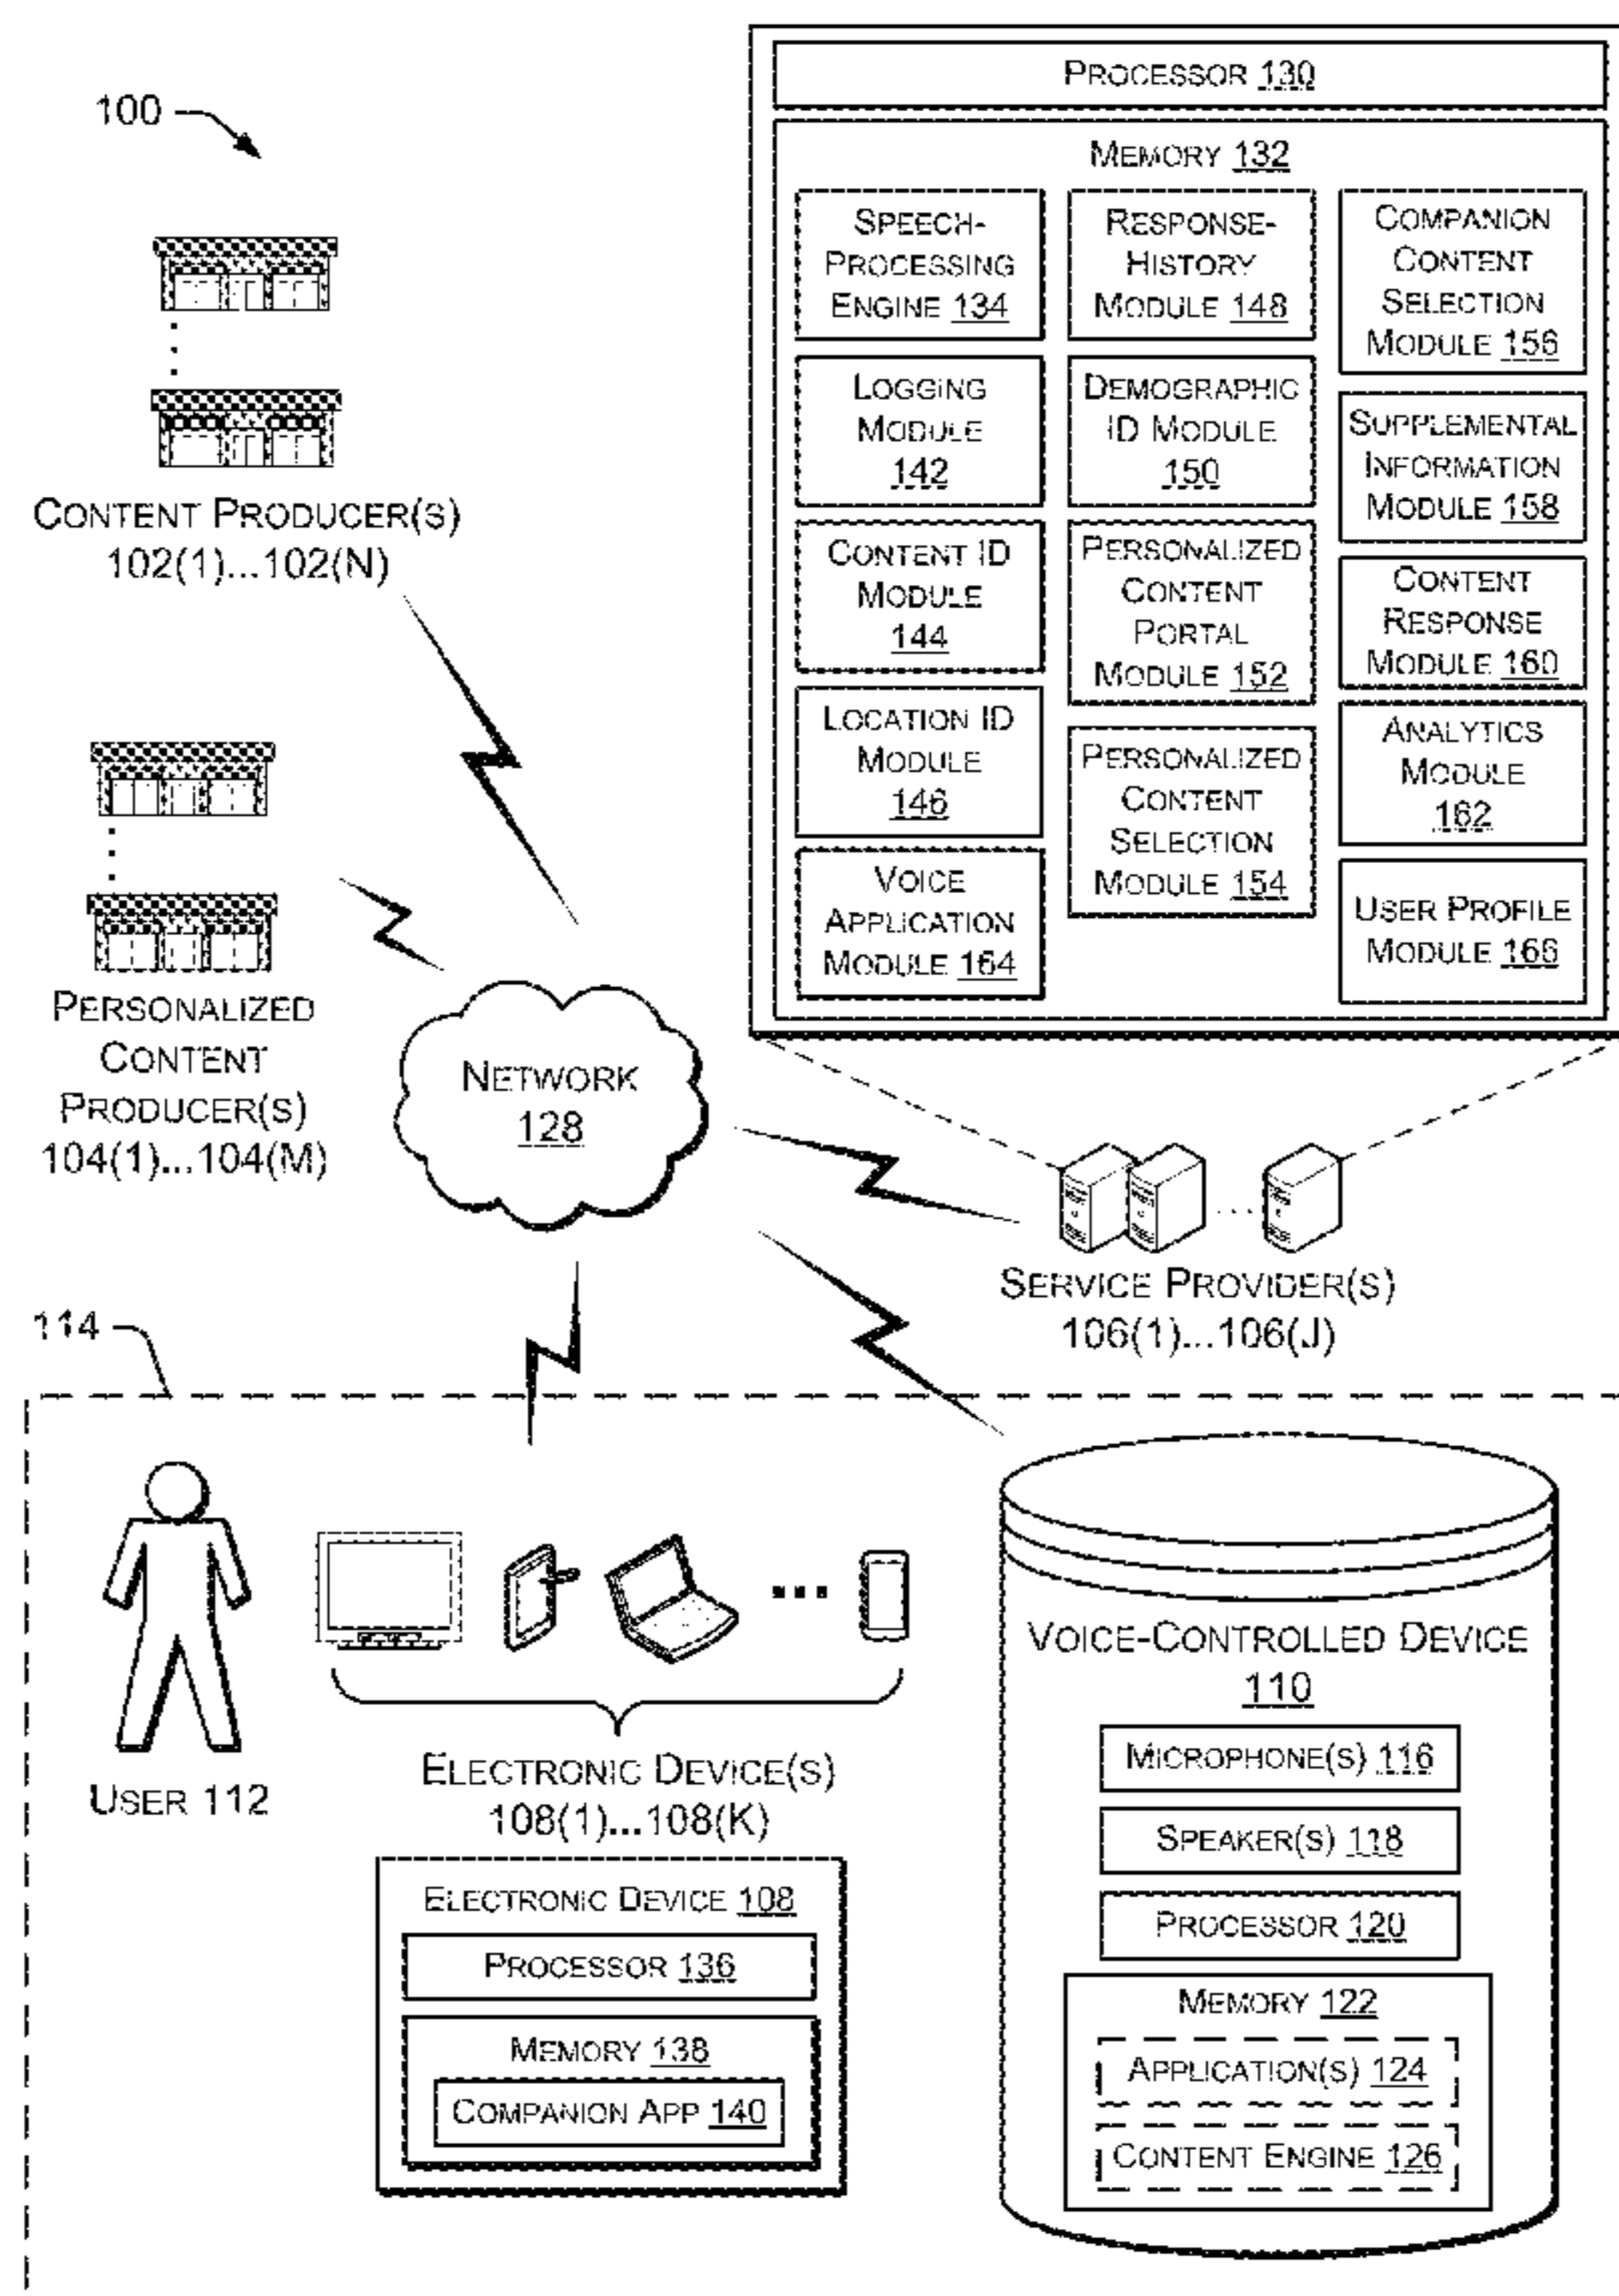 100
PROCESSOR 130
MEMORY 132
SPEECH-
PROCESSING
ENGINE 134
LOGGING
MODULE
142
CONTENT ID
MODULE
144
LOCATION ID
MODULE
146
VOICE
APPLICATION
MODULE 164
RESPONSE-
HISTORY
MODULE 148
DEMOGRAPHIC
ID MODULE
150
PERSONALIZED
CONTENT
PORTAL
MODULE 152
PERSONALIZED
CONTENT
SELECTION
MODULE 154
COMPANION
CONTENT
SELECTION
MODULE 156
SUPPLEMENTAL
INFORMATION
MODULE 158
CONTENT
RESPONSE
MODULE 160
ANALYTICS
MODULE
162
USER PROFILE
MODULE 166
CONTENT PRODUCER(S)
102(1)...102(N)
PERSONALIZED
CONTENT
PRODUCER(S)
104(1)...104(M)
NETWORK
128
SERVICE PROVIDER(S)
106(1)...106(J)
114
USER 112
ELECTRONIC DEVICE(S)
108(1)...108(K)
ELECTRONIC DEVICE 108
PROCESSOR 136
MEMORY 138
COMPANION APP 140
VOICE-CONTROLLED DEVICE
110
MICROPHONE(S) 116
SPEAKER(S) 118
PROCESSOR 120
MEMORY 122
APPLICATION(S) 124
CONTENT ENGINE 126